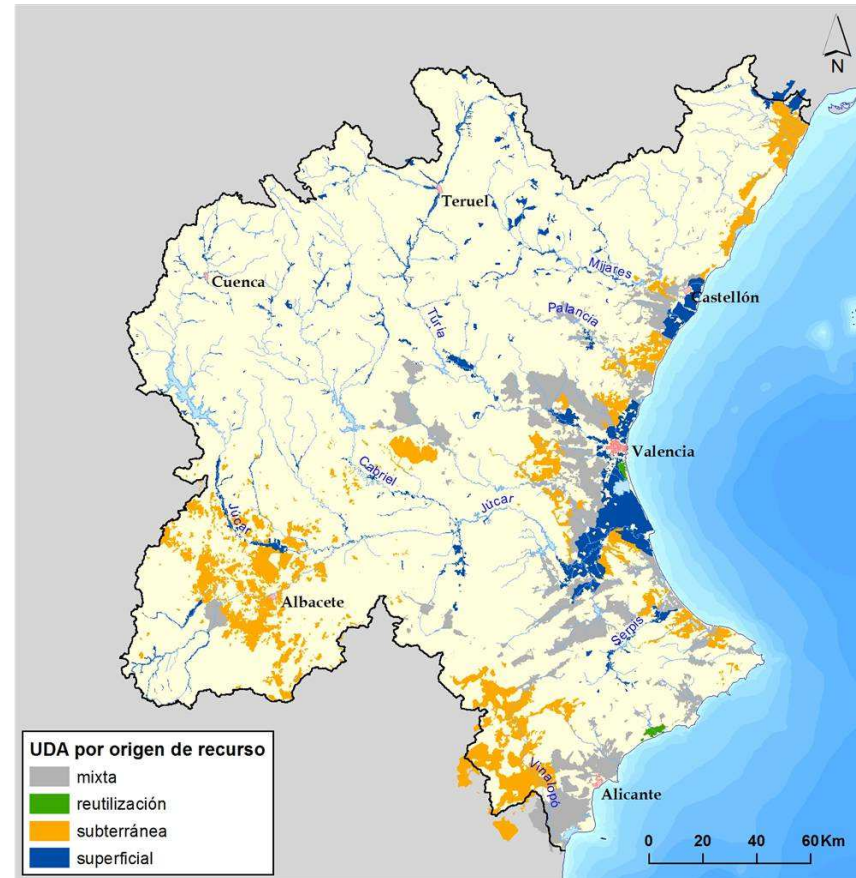 N
Teruel
Mijares
Cuenca
Castellón
Palancia
Turia
Valencia
Cabriel
Júcar
Júcar
Albacete
Serpis
Vinalopó
Alicante
UDA por origen de recurso
mixta
reutilización
subterránea
superficial
0 20 40 60 Km